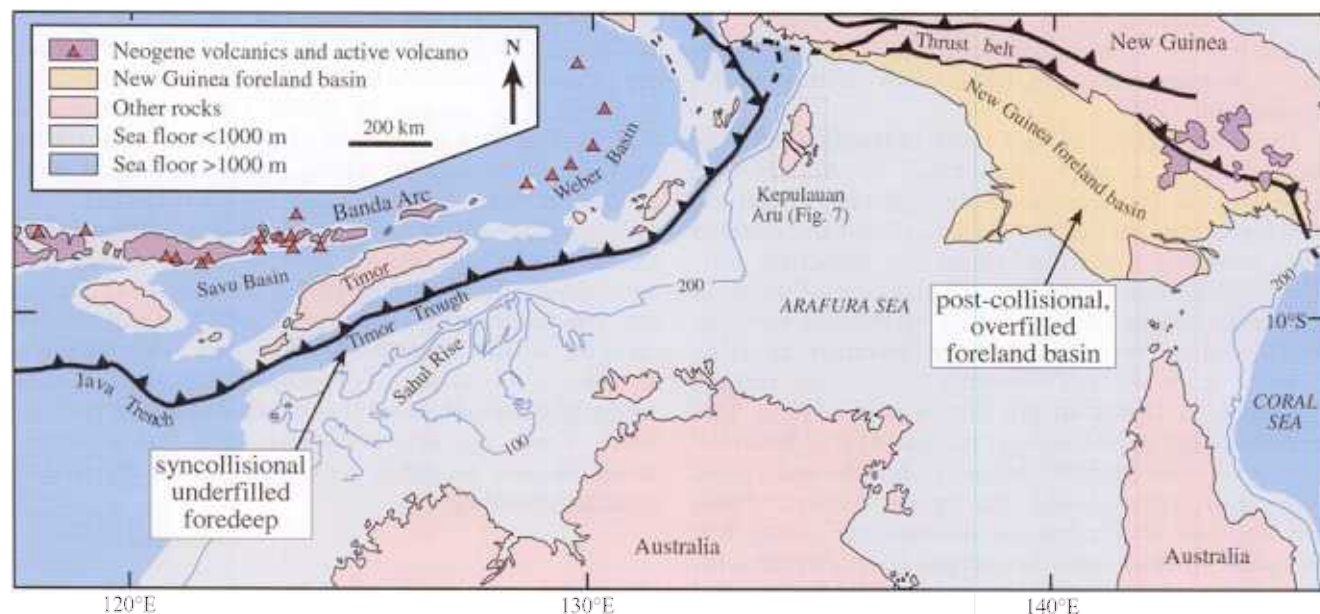 Neogene volcanics and active volcano
New Guinea foreland basin
Other rocks
Sea floor <1000 m
Sea floor >1000 m
N
200 km
Thrust belt
New Guinea
New Guinea foreland basin
Weber Basin
Banda Arc
Kepulauan
Aru (Fig. 7)
Savu Basin
Timor
Timor Trough
Sahul Rise
Java Trench
200
100
200
ARAFURA SEA
post-collisional,
overfilled
foreland basin
10°S
CORAL
SEA
syncollisional
underfilled
foredeep
Australia
Australia
120°E
130°E
140°E